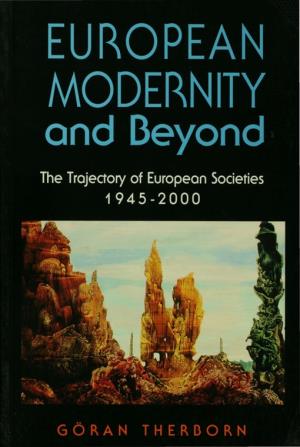 EUROPEAN
MODERNITY
and Beyond
The Trajectory of European Societies
1945-2000
GÖRAN THERBORN